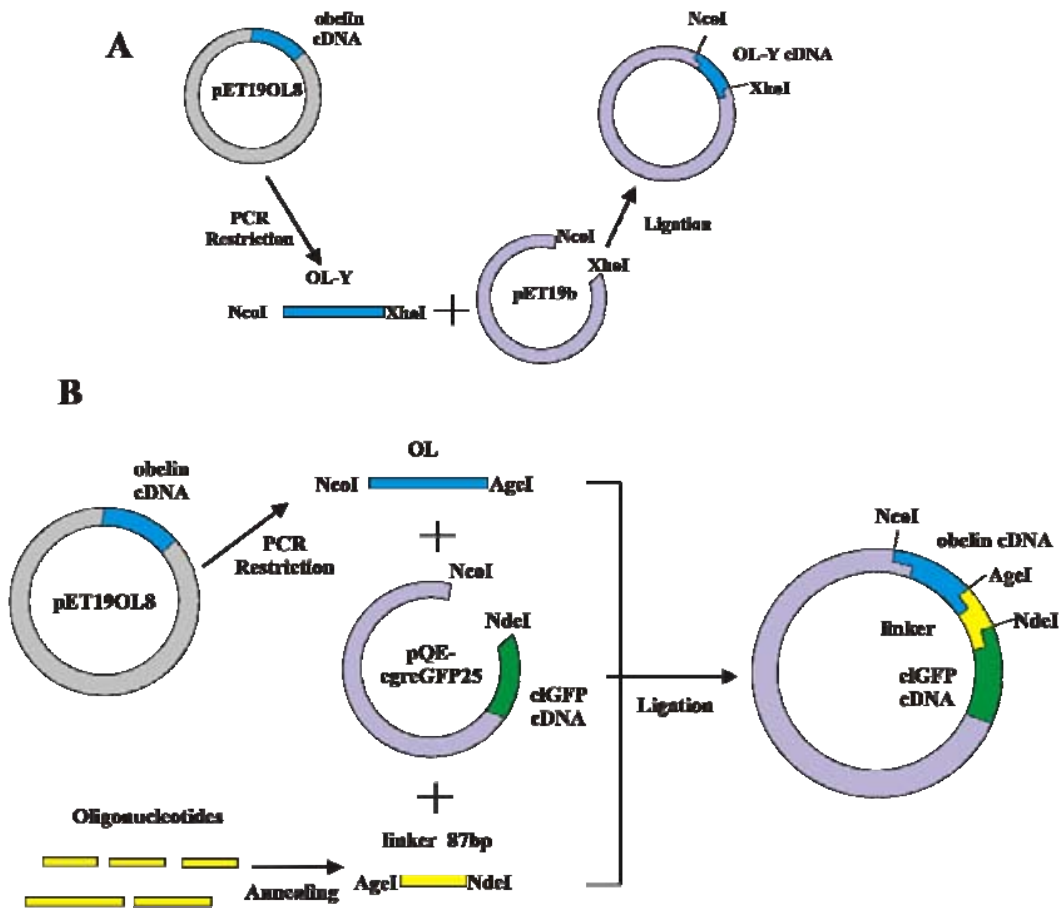 A
obelin
cDNA
pET19OL8
PCR
Restriction
OL-Y
NcoI
XhoI
+
NcoI
XhoI
pET19b
Ligation
NcoI
OL-Y cDNA
XhoI
B
obelin
cDNA
pET19OL8
PCR
Restriction
OL
NcoI
AgeI
+
NcoI
NdeI
pQE-
cgreGFP25
clGFP
cDNA
+
Oligonucleotides
Annealing
linker 87bp
AgeI
NdeI
Ligation
NcoI
obelin cDNA
AgeI
NdeI
linker
clGFP
cDNA